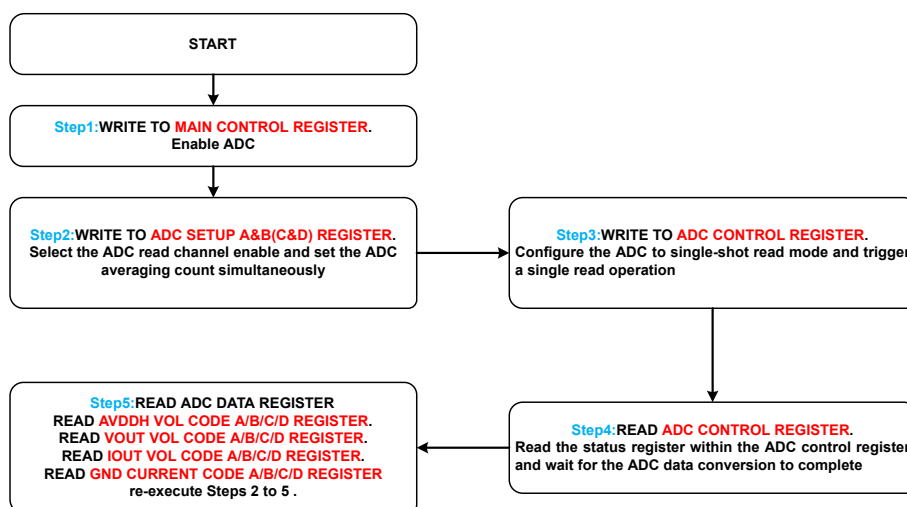 START
Step1:WRITE TO MAIN CONTROL REGISTER.
Enable ADC
Step2:WRITE TO ADC SETUP A&B(C&D) REGISTER.
Select the ADC read channel enable and set the ADC
averaging count simultaneously
Step3:WRITE TO ADC CONTROL REGISTER.
Configure the ADC to single-shot read mode and trigger
a single read operation
Step4:READ ADC CONTROL REGISTER.
Read the status register within the ADC control register
and wait for the ADC data conversion to complete
Step5:READ ADC DATA REGISTER
READ AVDDH VOL CODE A/B/C/D REGISTER.
READ VOUT VOL CODE A/B/C/D REGISTER.
READ IOUT VOL CODE A/B/C/D REGISTER.
READ GND CURRENT CODE A/B/C/D REGISTER
re-execute Steps 2 to 5 .